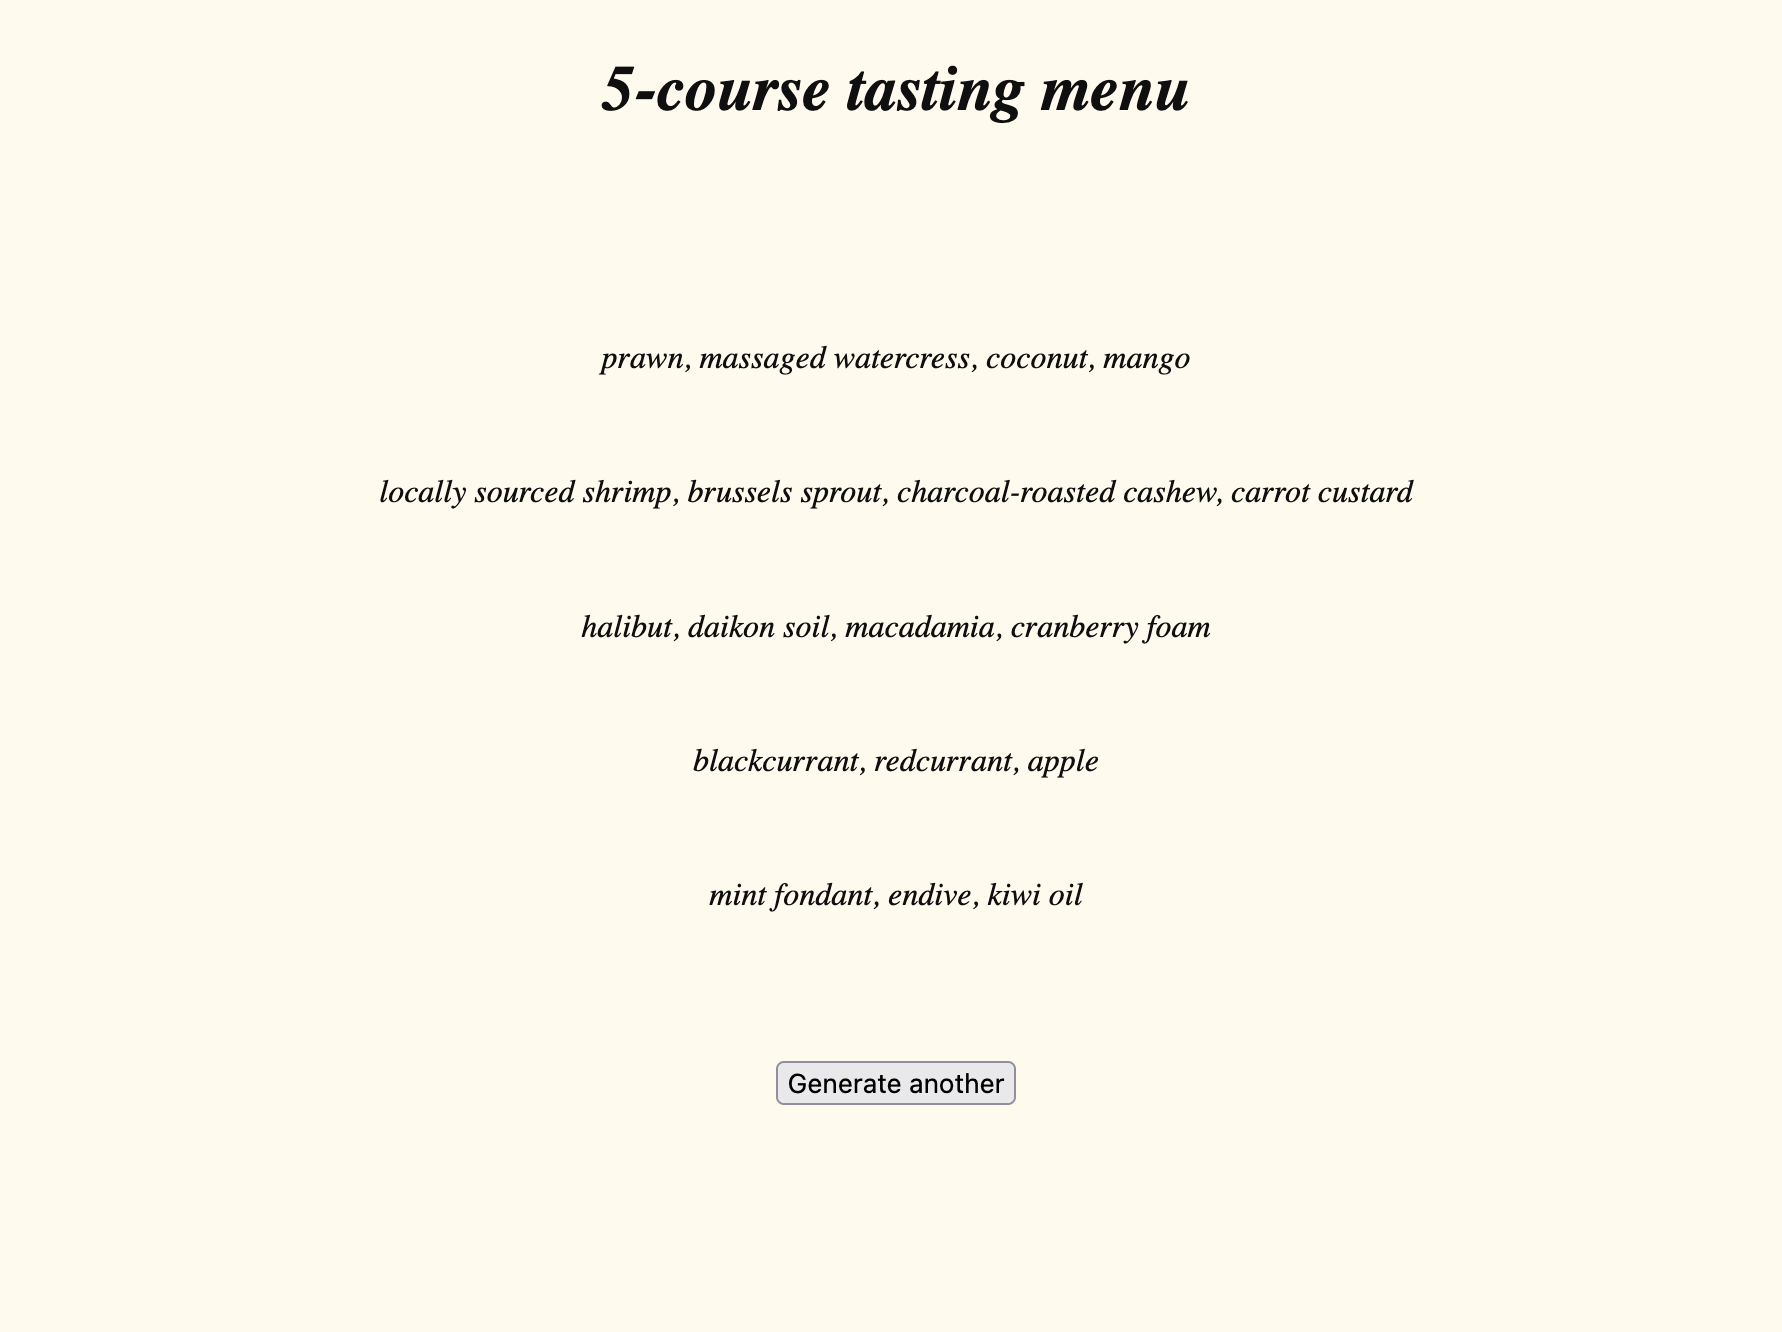 5-course tasting menu
prawn, massaged watercress, coconut, mango
locally sourced shrimp, brussels sprout, charcoal-roasted cashew, carrot custard
halibut, daikon soil, macadamia, cranberry foam
blackcurrant, redcurrant, apple
mint fondant, endive, kiwi oil
Generate another